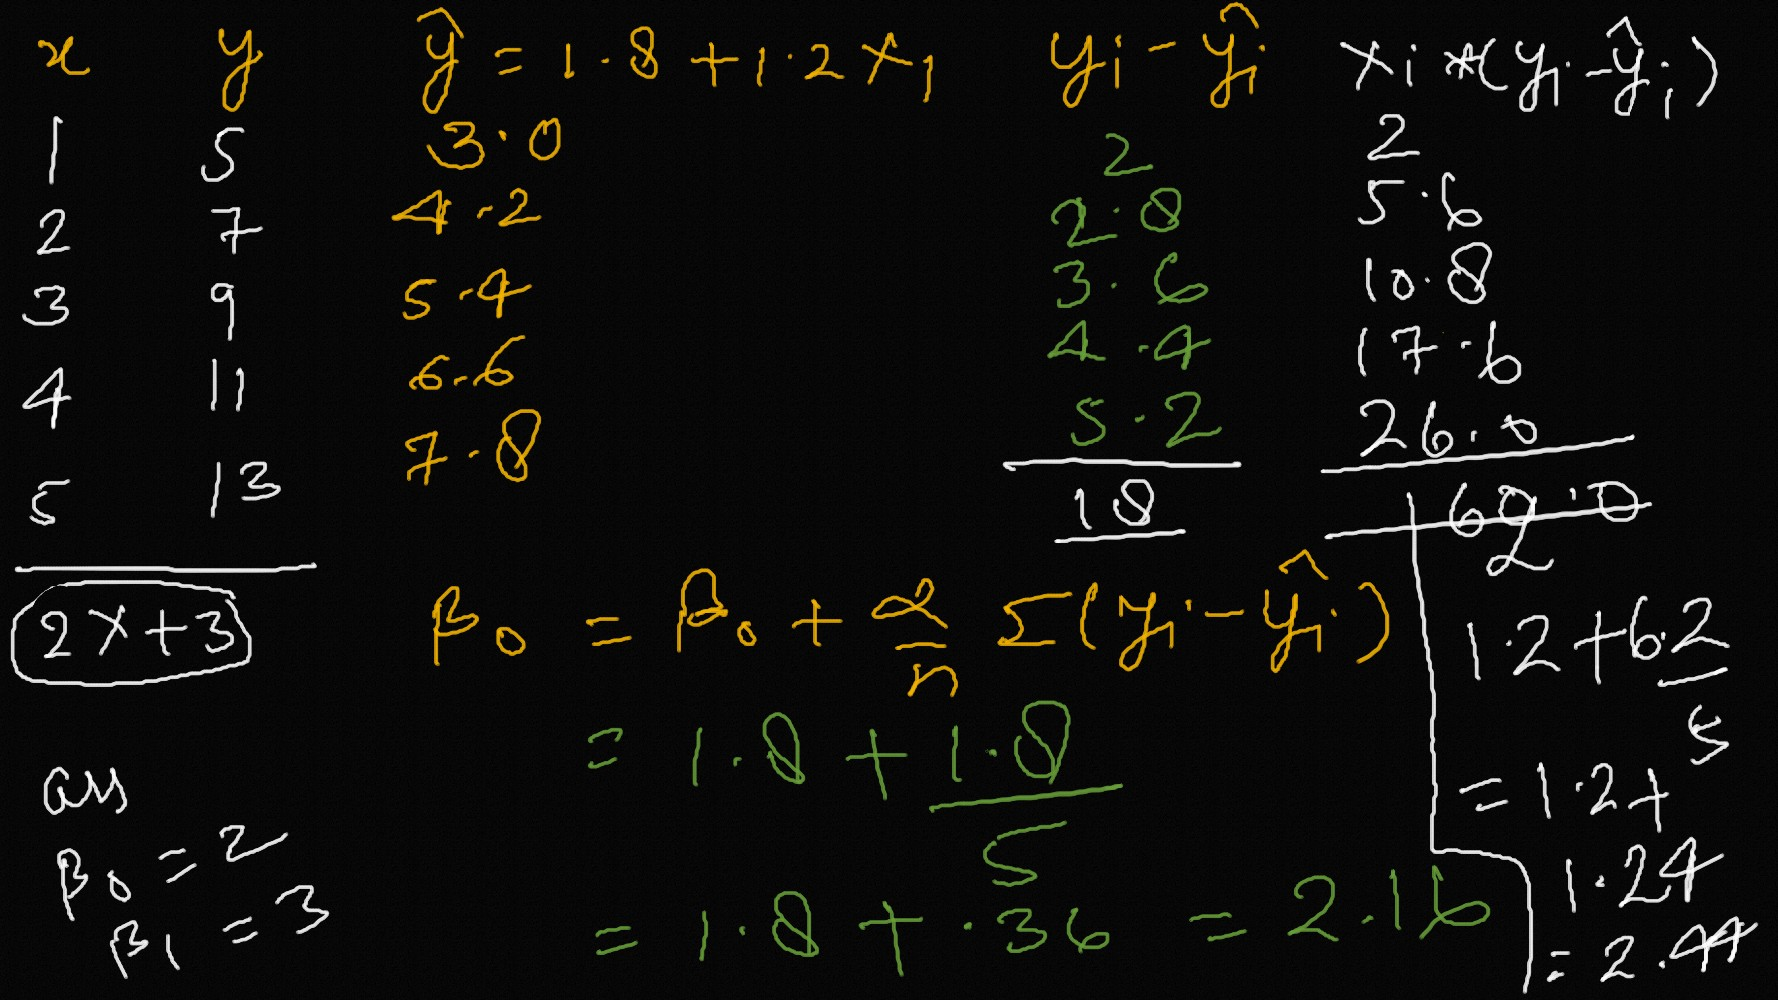 x y ŷ = 1.8 + 1.2 x₁ yi - ŷi xi *(yi - ŷi)
1 5 3.0 2 2
2 7 4.2 2.8 5.6
3 9 5.4 3.6 10.8
4 11 6.6 4.4 17.6
5 13 7.8 5.2 26.0
18 62.0
2x+3
β₀ = β₀ + α/n Σ(yi - ŷi)
= 1.8 + 1.8/5
= 1.8 + .36 = 2.16
1.2 + 6.2/5
= 1.2 +
1.24
= 2.44
ans
β₀ = 2
β₁ = 3